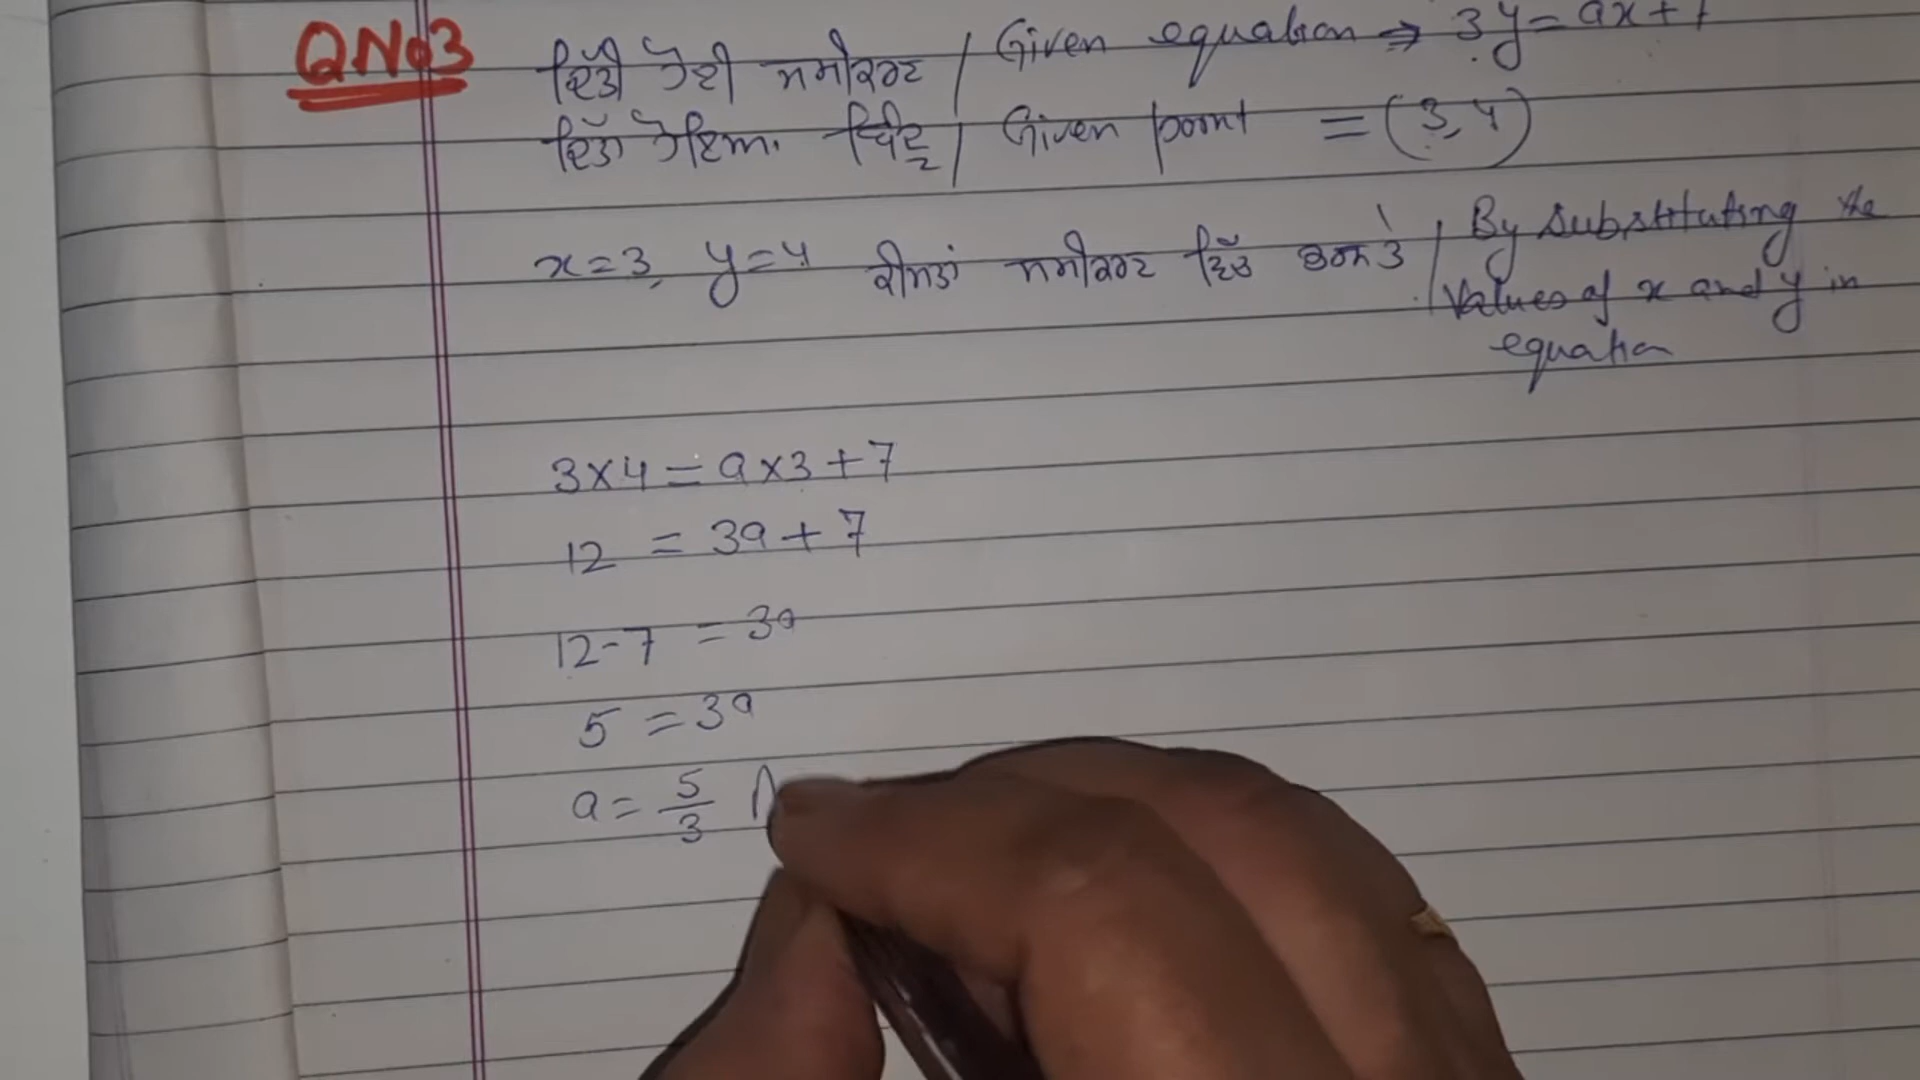 QNo3
ਦਿੱਤੀ ਹੋਈ ਸਮੀਕਰਣ / Given equation ⇒ 3y = ax + 7
ਦਿੱਤਾ ਹੋਇਆ ਬਿੰਦੂ / Given point = (3, 4)
x = 3, y = 4 ਕੀਮਤਾਂ ਸਮੀਕਰਣ ਵਿੱਚ ਭਰਨ ਤੇ / By substituting the
values of x and y in
equation
3 × 4 = a × 3 + 7
12 = 3a + 7
12 - 7 = 3a
5 = 3a
a = 5/3